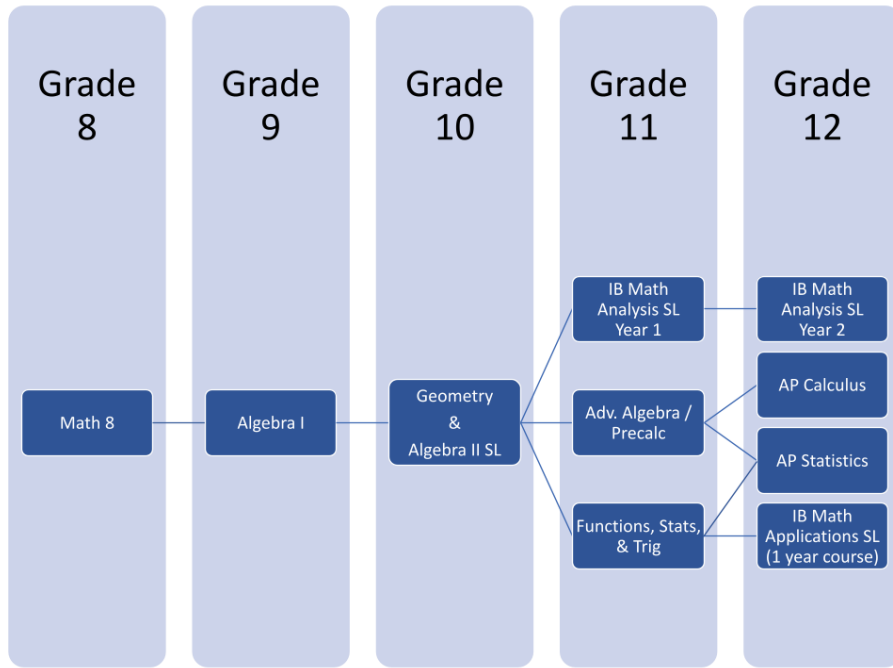 Grade
8
Grade
9
Grade
10
Grade
11
Grade
12
Math 8
Algebra I
Geometry
&
Algebra II SL
IB Math
Analysis SL
Year 1
Adv. Algebra /
Precalc
Functions, Stats,
& Trig
IB Math
Analysis SL
Year 2
AP Calculus
AP Statistics
IB Math
Applications SL
(1 year course)